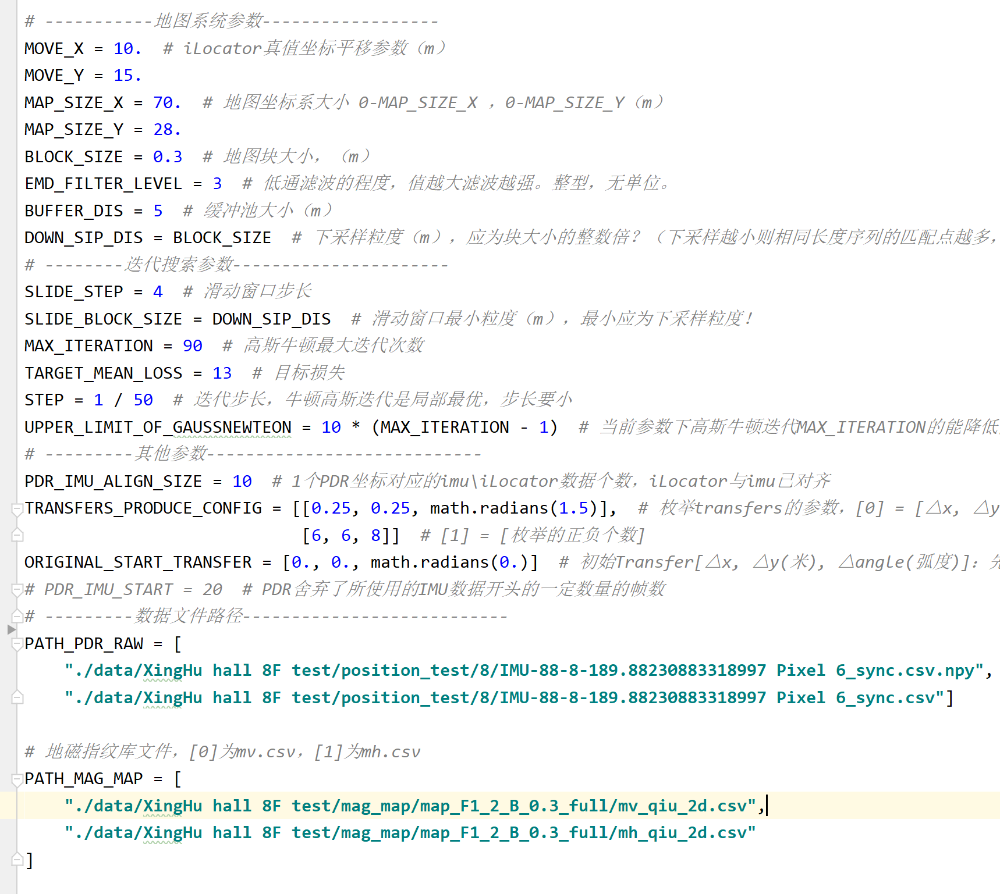 # -----------地图系统参数------------------
MOVE_X = 10.  # iLocator真值坐标平移参数（m）
MOVE_Y = 15.
MAP_SIZE_X = 70.  # 地图坐标系大小 0-MAP_SIZE_X ，0-MAP_SIZE_Y（m）
MAP_SIZE_Y = 28.
BLOCK_SIZE = 0.3  # 地图块大小，（m）
EMD_FILTER_LEVEL = 3  # 低通滤波的程度，值越大滤波越强。整型，无单位。
BUFFER_DIS = 5  # 缓冲池大小（m）
DOWN_SIP_DIS = BLOCK_SIZE  # 下采样粒度（m），应为块大小的整数倍？（下采样越小则相同长度序列的匹配点越多，
# --------迭代搜索参数----------------------
SLIDE_STEP = 4  # 滑动窗口步长
SLIDE_BLOCK_SIZE = DOWN_SIP_DIS  # 滑动窗口最小粒度（m），最小应为下采样粒度！
MAX_ITERATION = 90  # 高斯牛顿最大迭代次数
TARGET_MEAN_LOSS = 13  # 目标损失
STEP = 1 / 50  # 迭代步长，牛顿高斯迭代是局部最优，步长要小
UPPER_LIMIT_OF_GAUSSNEWTEON = 10 * (MAX_ITERATION - 1)  # 当前参数下高斯牛顿迭代MAX_ITERATION的能降低
# ---------其他参数----------------------------
PDR_IMU_ALIGN_SIZE = 10  # 1个PDR坐标对应的imu\iLocator数据个数，iLocator与imu已对齐
TRANSFERS_PRODUCE_CONFIG = [[0.25, 0.25, math.radians(1.5)],  # 枚举transfers的参数，[0] = [△x, △y
[6, 6, 8]]  # [1] = [枚举的正负个数]
ORIGINAL_START_TRANSFER = [0., 0., math.radians(0.)]  # 初始Transfer[△x, △y(米), △angle(弧度)]：先
# PDR_IMU_START = 20  # PDR舍弃了所使用的IMU数据开头的一定数量的帧数
# ---------数据文件路径---------------------------
PATH_PDR_RAW = [
"./data/XingHu hall 8F test/position_test/8/IMU-88-8-189.88230883318997 Pixel 6_sync.csv.npy",
"./data/XingHu hall 8F test/position_test/8/IMU-88-8-189.88230883318997 Pixel 6_sync.csv"]
# 地磁指纹库文件，[0]为mv.csv，[1]为mh.csv
PATH_MAG_MAP = [
"./data/XingHu hall 8F test/mag_map/map_F1_2_B_0.3_full/mv_qiu_2d.csv",
"./data/XingHu hall 8F test/mag_map/map_F1_2_B_0.3_full/mh_qiu_2d.csv"
]